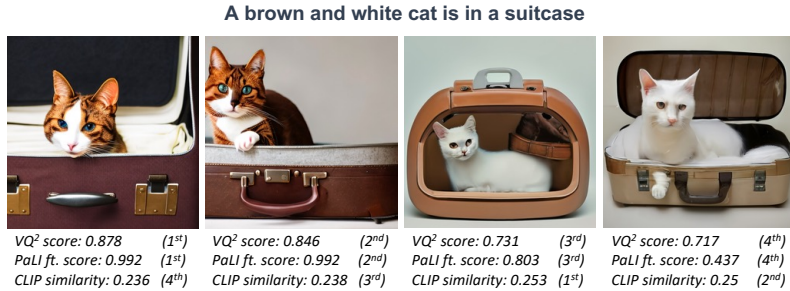 A brown and white cat is in a suitcase
VQ² score: 0.878 (1st)
PaLI ft. score: 0.992 (1st)
CLIP similarity: 0.236 (4th)
VQ² score: 0.846 (2nd)
PaLI ft. score: 0.992 (2nd)
CLIP similarity: 0.238 (3rd)
VQ² score: 0.731 (3rd)
PaLI ft. score: 0.803 (3rd)
CLIP similarity: 0.253 (1st)
VQ² score: 0.717 (4th)
PaLI ft. score: 0.437 (4th)
CLIP similarity: 0.25 (2nd)